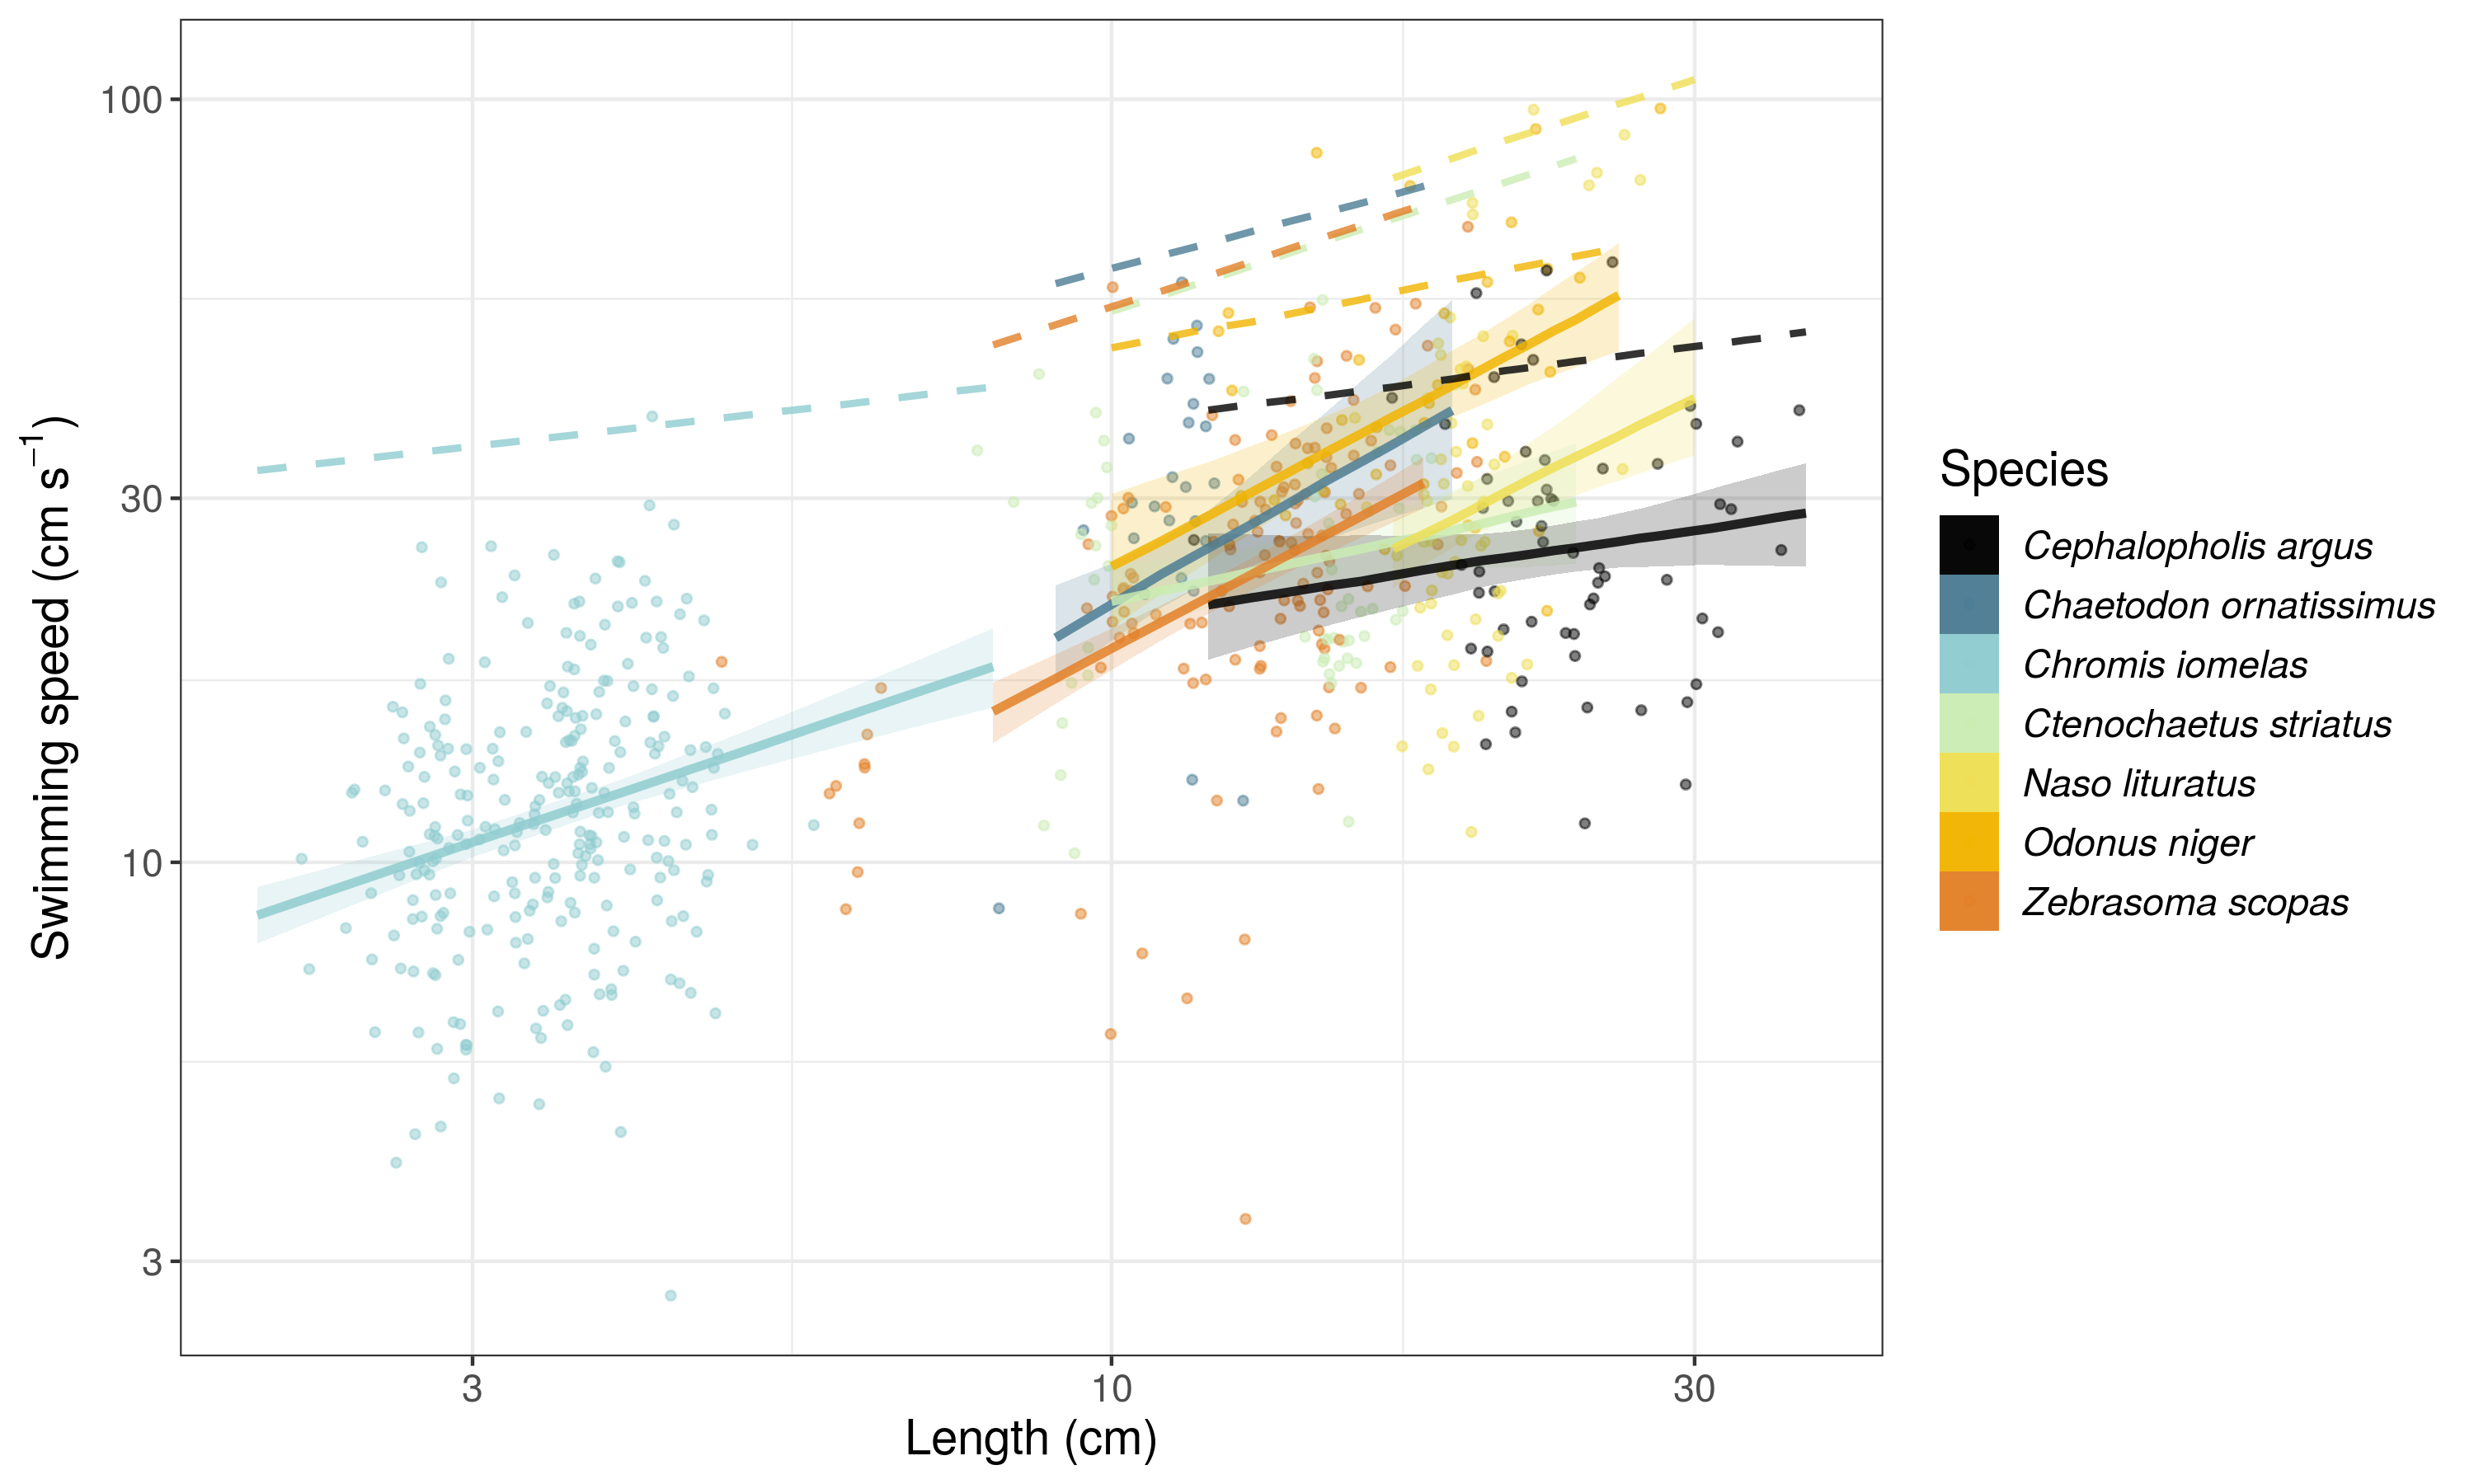 100
30
10
3
3
10
30
Swimming speed (cm s⁻¹)
Length (cm)
Species
Cephalopholis argus
Chaetodon ornatissimus
Chromis iomelas
Ctenochaetus striatus
Naso lituratus
Odonus niger
Zebrasoma scopas